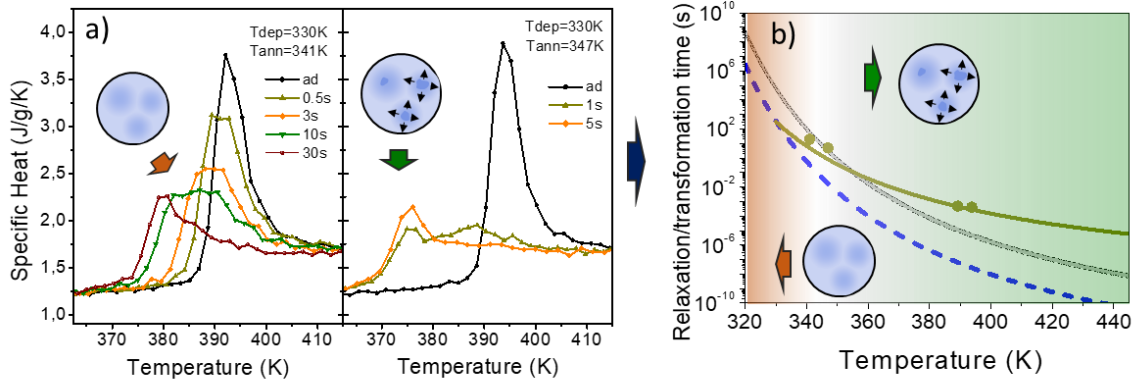 a)
Tdep=330K
Tann=341K
ad
0.5s
3s
10s
30s
Tdep=330K
Tann=347K
ad
1s
5s
Specific Heat (J/g/K)
4,0
3,5
3,0
2,5
2,0
1,5
1,0
370 380 390 400 410
370 380 390 400 410
Temperature (K)
Temperature (K)
b)
Relaxation/transformation time (s)
10^10
10^6
10^2
10^-2
10^-6
10^-10
320 340 360 380 400 420 440
Temperature (K)